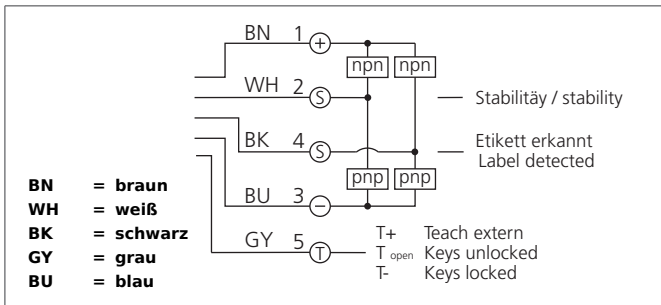 BN 1 +
npn npn
WH 2 S
Stabilitäy / stability
BK 4 S
Etikett erkannt
Label detected
pnp pnp
BU 3 −
GY 5 T
T+ Teach extern
T open Keys unlocked
T- Keys locked
BN = braun
WH = weiß
BK = schwarz
GY = grau
BU = blau